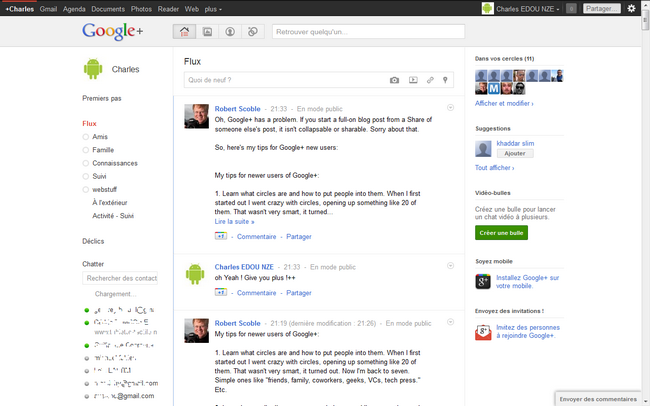 +Charles Gmail Agenda Documents Photos Reader Web plus
Charles EDOU NZE 0 Partager...
Google+
Retrouver quelqu'un...
Charles
Premiers pas
Flux
Amis
Famille
Connaissances
Suivi
webstuff
À l'extérieur
Activité - Suivi
Déclics
Chatter
Rechercher des contact
Chargement...
@gmail.com
@gmail.com
Flux
Quoi de neuf ?
Robert Scoble - 21:33 - En mode public
Oh, Google+ has a problem. If you start a full-on blog post from a Share of
someone else's post, it isn't collapsable or sharable. Sorry about that.
So, here's my tips for Google+ new users:
My tips for newer users of Google+:
1. Learn what circles are and how to put people into them. When I first
started out I went crazy with circles, opening up something like 20 of
them. That wasn't very smart, it turned...
Lire la suite »
+1 - Commentaire - Partager
Charles EDOU NZE - 21:33 - En mode public
oh Yeah ! Give you plus !++
+1 - Commentaire - Partager
Robert Scoble - 21:19 (dernière modification : 21:26) - En mode public
My tips for newer users of Google+:
1. Learn what circles are and how to put people into them. When I first
started out I went crazy with circles, opening up something like 20 of
them. That wasn't very smart, it turned out. Now I'm back to seven.
Simple ones like "friends, family, coworkers, geeks, VCs, tech press."
Etc.
Dans vos cercles (11)
M
Afficher et modifier ›
Suggestions
khaddar slim
Ajouter
Tout afficher ›
Vidéo-bulles
Créez une bulle pour lancer
un chat vidéo à plusieurs.
Créer une bulle
Soyez mobile
Installez Google+ sur
votre mobile.
Envoyez des invitations !
Invitez des personnes
à rejoindre Google+.
Envoyer des commentaires